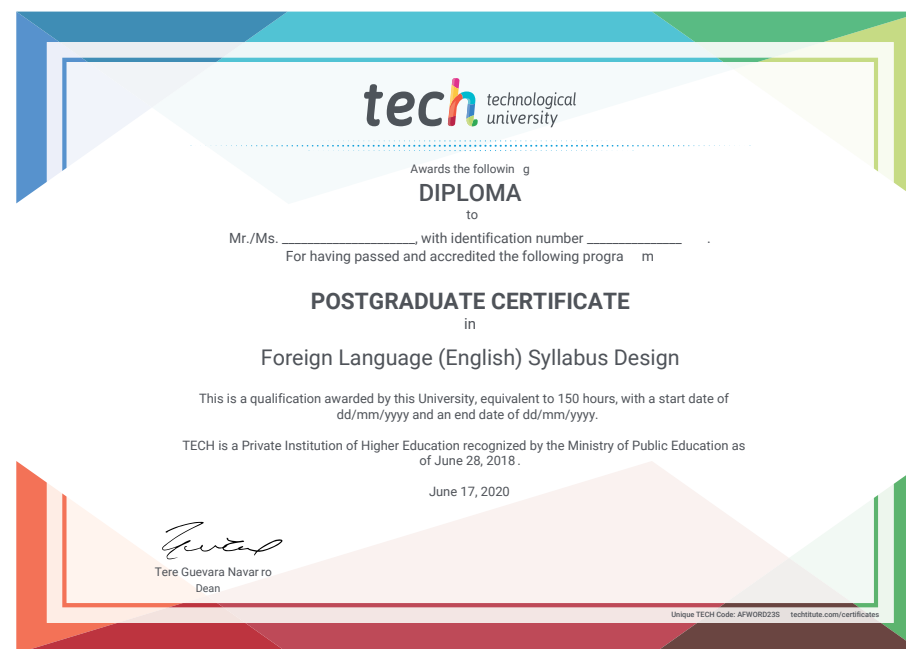 tech technological
university
Awards the followin g
DIPLOMA
to
Mr./Ms. _____________________, with identification number _______________ .
For having passed and accredited the following progra m
POSTGRADUATE CERTIFICATE
in
Foreign Language (English) Syllabus Design
This is a qualification awarded by this University, equivalent to 150 hours, with a start date of
dd/mm/yyyy and an end date of dd/mm/yyyy.
TECH is a Private Institution of Higher Education recognized by the Ministry of Public Education as
of June 28, 2018 .
June 17, 2020
Tere Guevara Navar ro
Dean
Unique TECH Code: AFWORD23S techtitute.com/certificates